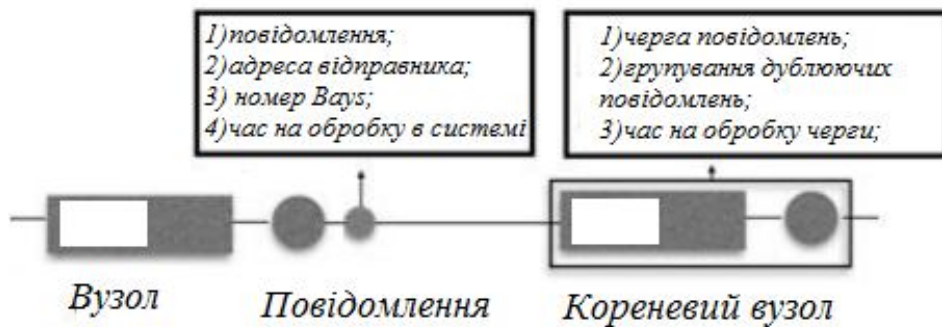 1)повідомлення;
2)адреса відправника;
3) номер Bays;
4)час на обробку в системі
1)черга повідомлень;
2)групування дублюючих
повідомлень;
3)час на обробку черги;
Вузол
Повідомлення
Кореневий вузол